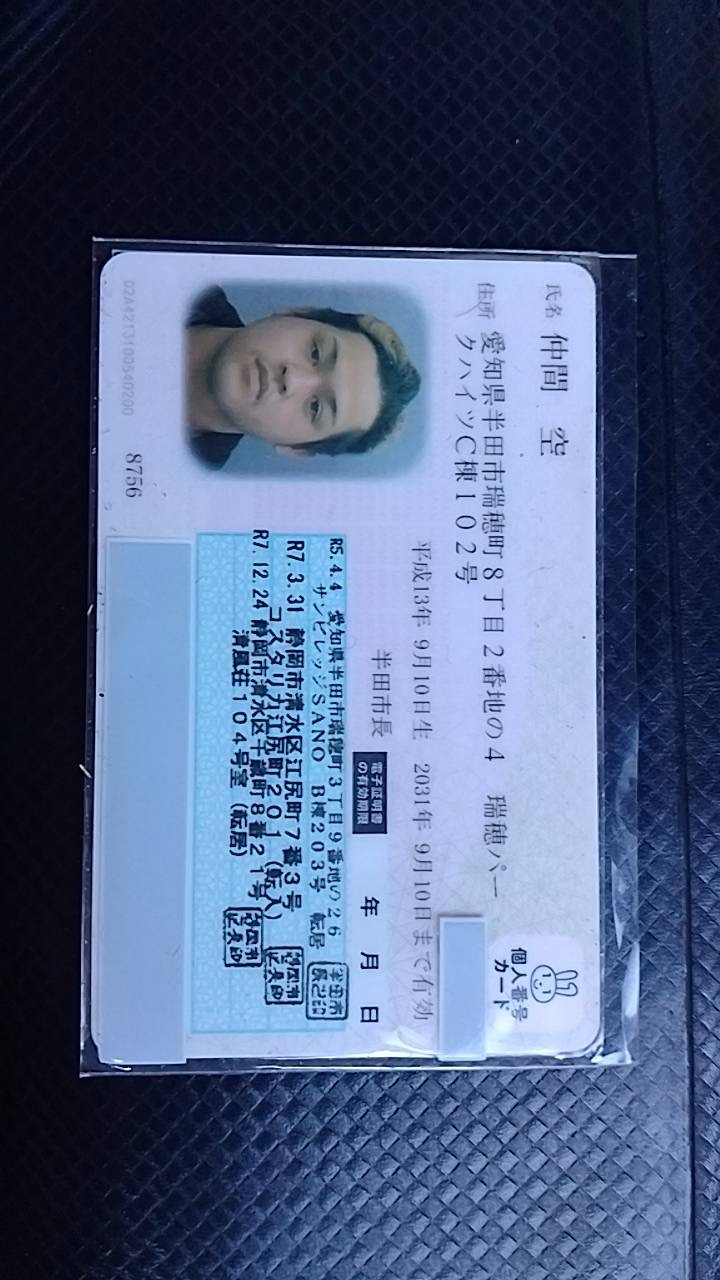 氏名 仲間 空
住所 愛知県半田市瑞穂町8丁目2番地の4 瑞穂パー
クハイツC棟102号
個人番号
カード
平成13年 9月10日生 2031年 9月10日まで有効
半田市長
電子証明書
の有効期限
年 月 日
R5.4.4 愛知県半田市瑞穂町3丁目9番地の26
サンビレッジSANO B棟203号 転居
R7.3.31 静岡市清水区江尻町7番3号
コスタリカ江尻町201(転入)
R7.12.24 静岡市清水区千歳町8番21号
清風荘104号室(転居)
02A4213100540200
8756